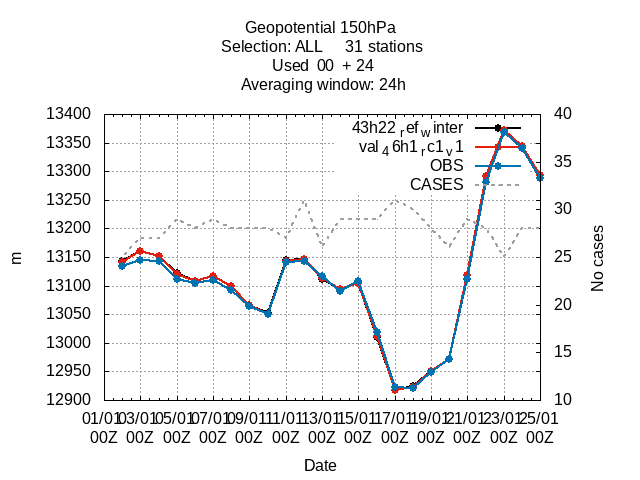 Geopotential 150hPa
Selection: ALL     31 stations
Used  00  + 24
Averaging window: 24h
43h22 refwinter
val46h1rc1v1
OBS
CASES
13400
13350
13300
13250
13200
13150
13100
13050
13000
12950
12900
40
35
30
25
20
15
10
m
No cases
01/01 03/01 05/01 07/01 09/01 11/01 13/01 15/01 17/01 19/01 21/01 23/01 25/01
00Z 00Z 00Z 00Z 00Z 00Z 00Z 00Z 00Z 00Z 00Z 00Z 00Z
Date